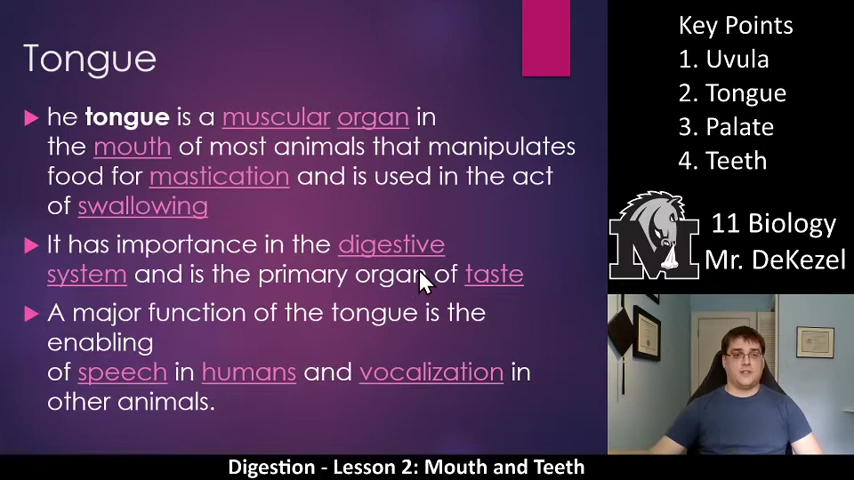 Tongue
he tongue is a muscular organ in
the mouth of most animals that manipulates
food for mastication and is used in the act
of swallowing
It has importance in the digestive
system and is the primary organ of taste
A major function of the tongue is the
enabling
of speech in humans and vocalization in
other animals.
Key Points
1. Uvula
2. Tongue
3. Palate
4. Teeth
M
11 Biology
Mr. DeKezel
Digestion - Lesson 2: Mouth and Teeth